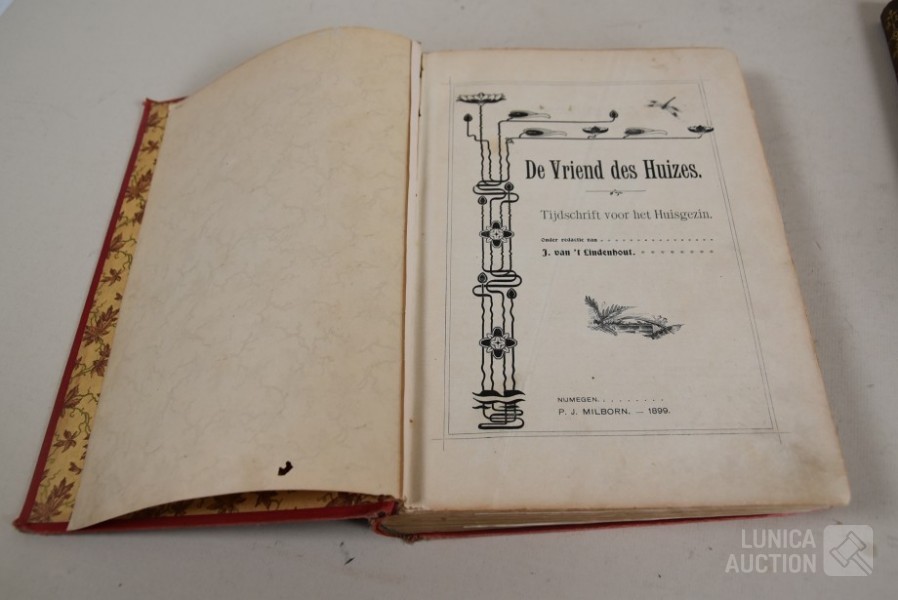 De Vriend des Huizes.
Tijdschrift voor het Huisgezin.
Onder redactie van . . . . . . . . . . . . . . . .
J. van 't Lindenhout. . . . . . . . . .
NIJMEGEN. . . . . . . . .
P. J. MILBORN. — 1899.
LUNICA
AUCTION